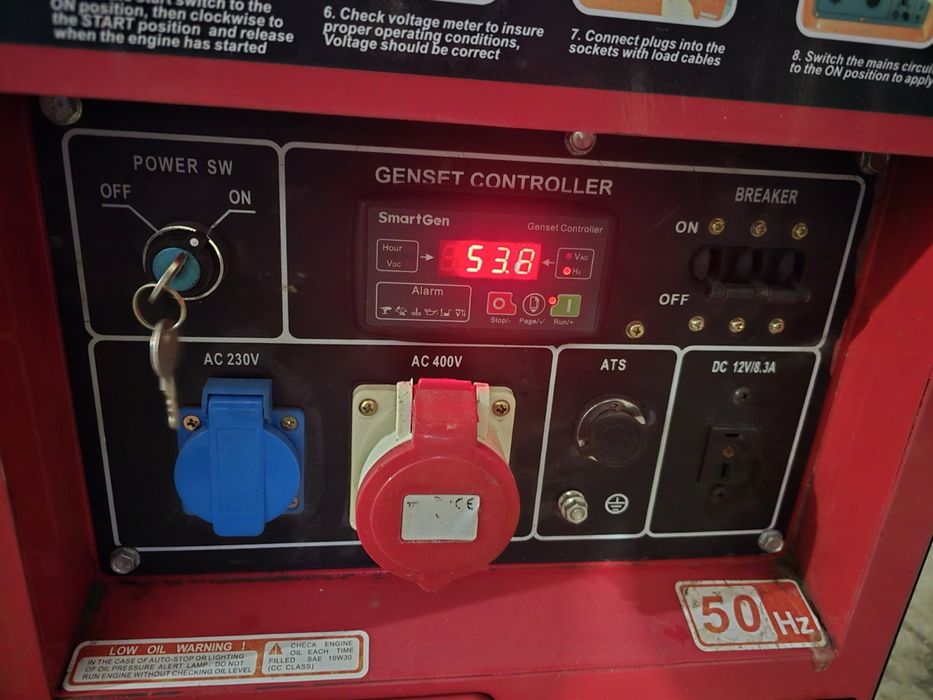 switch to the
ON position, then clockwise to
the START position and release
when the engine has started
6. Check voltage meter to insure
proper operating conditions,
Voltage should be correct
7. Connect plugs into the
sockets with load cables
8. Switch the mains circui
to the ON position to apply
POWER SW
OFF
ON
GENSET CONTROLLER
SmartGen
Genset Controller
Hour
VDC
53.8
VAC
Hz
Alarm
Stop/-
Page/✓
Run/+
BREAKER
ON
OFF
AC 230V
AC 400V
CE
ATS
DC 12V/8.3A
50 Hz
LOW OIL WARNING !
IN THE CASE OF AUTO-STOP OR LIGHTING
OF OIL PRESSURE ALERT LAMP, DO NOT
RUN ENGINE WITHOUT CHECKING OIL LEVEL
CHECK ENGINE
OIL EACH TIME
FILLED SAE 10W30
(CC CLASS)